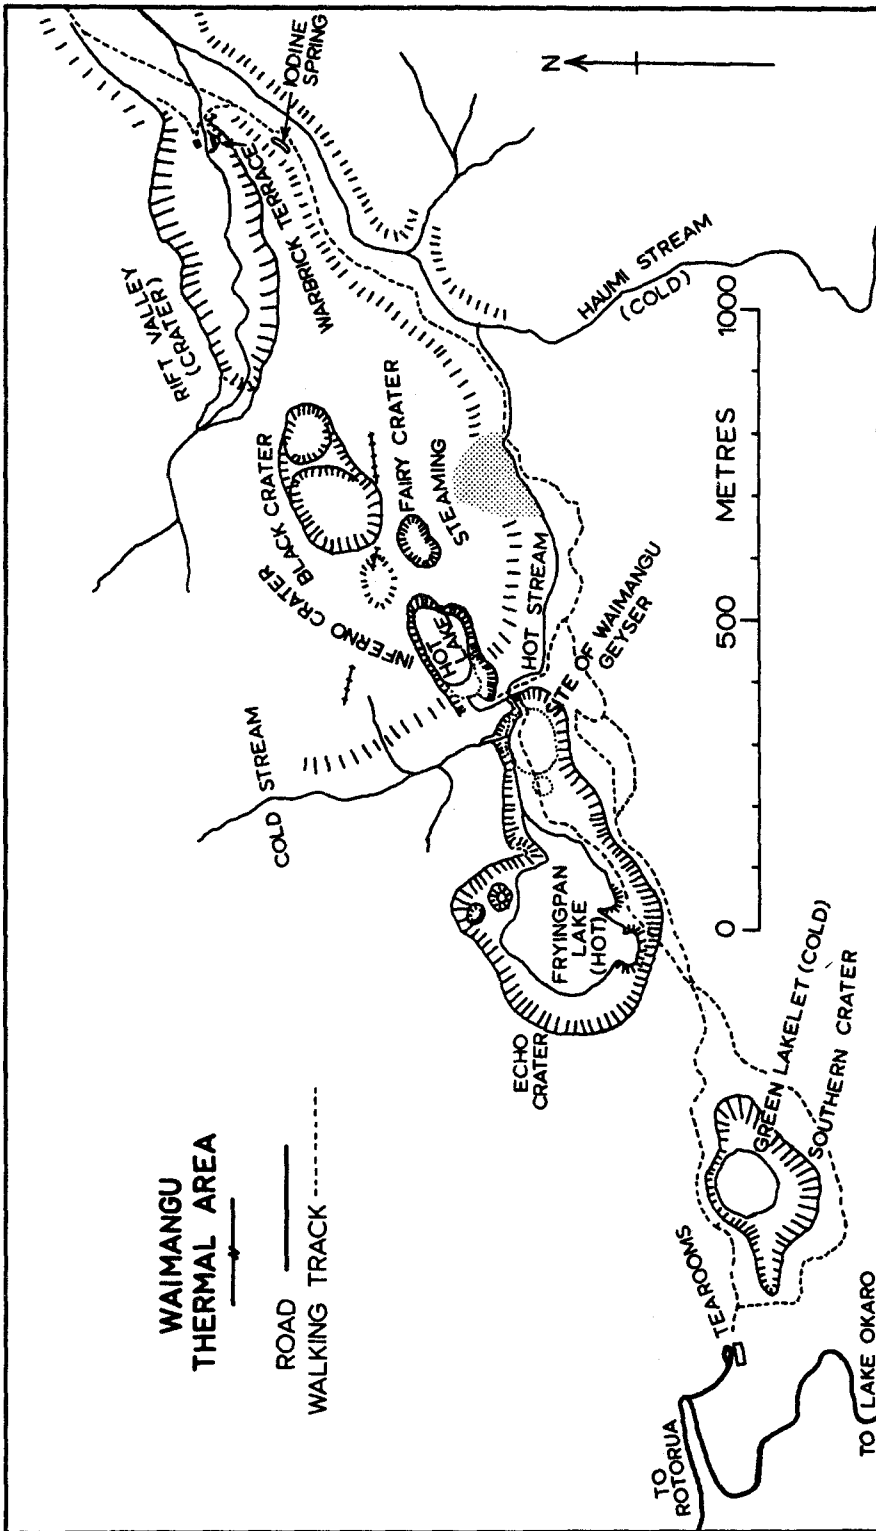 WAIMANGU
THERMAL AREA
ROAD
WALKING TRACK
COLD STREAM
INFERNO CRATER
BLACK CRATER
RIFT VALLEY
(CRATER)
WARBRICK TERRACE
IODINE
SPRING
N
HOT
LAKE
FAIRY CRATER
STEAMING
HOT STREAM
SITE OF WAIMANGU
GEYSER
HAUMI STREAM
(COLD)
ECHO
CRATER
FRYINGPAN
LAKE
(HOT)
0
500
METRES
1000
GREEN LAKELET (COLD)
SOUTHERN CRATER
TEAROOMS
TO
ROTORUA
TO LAKE OKARO